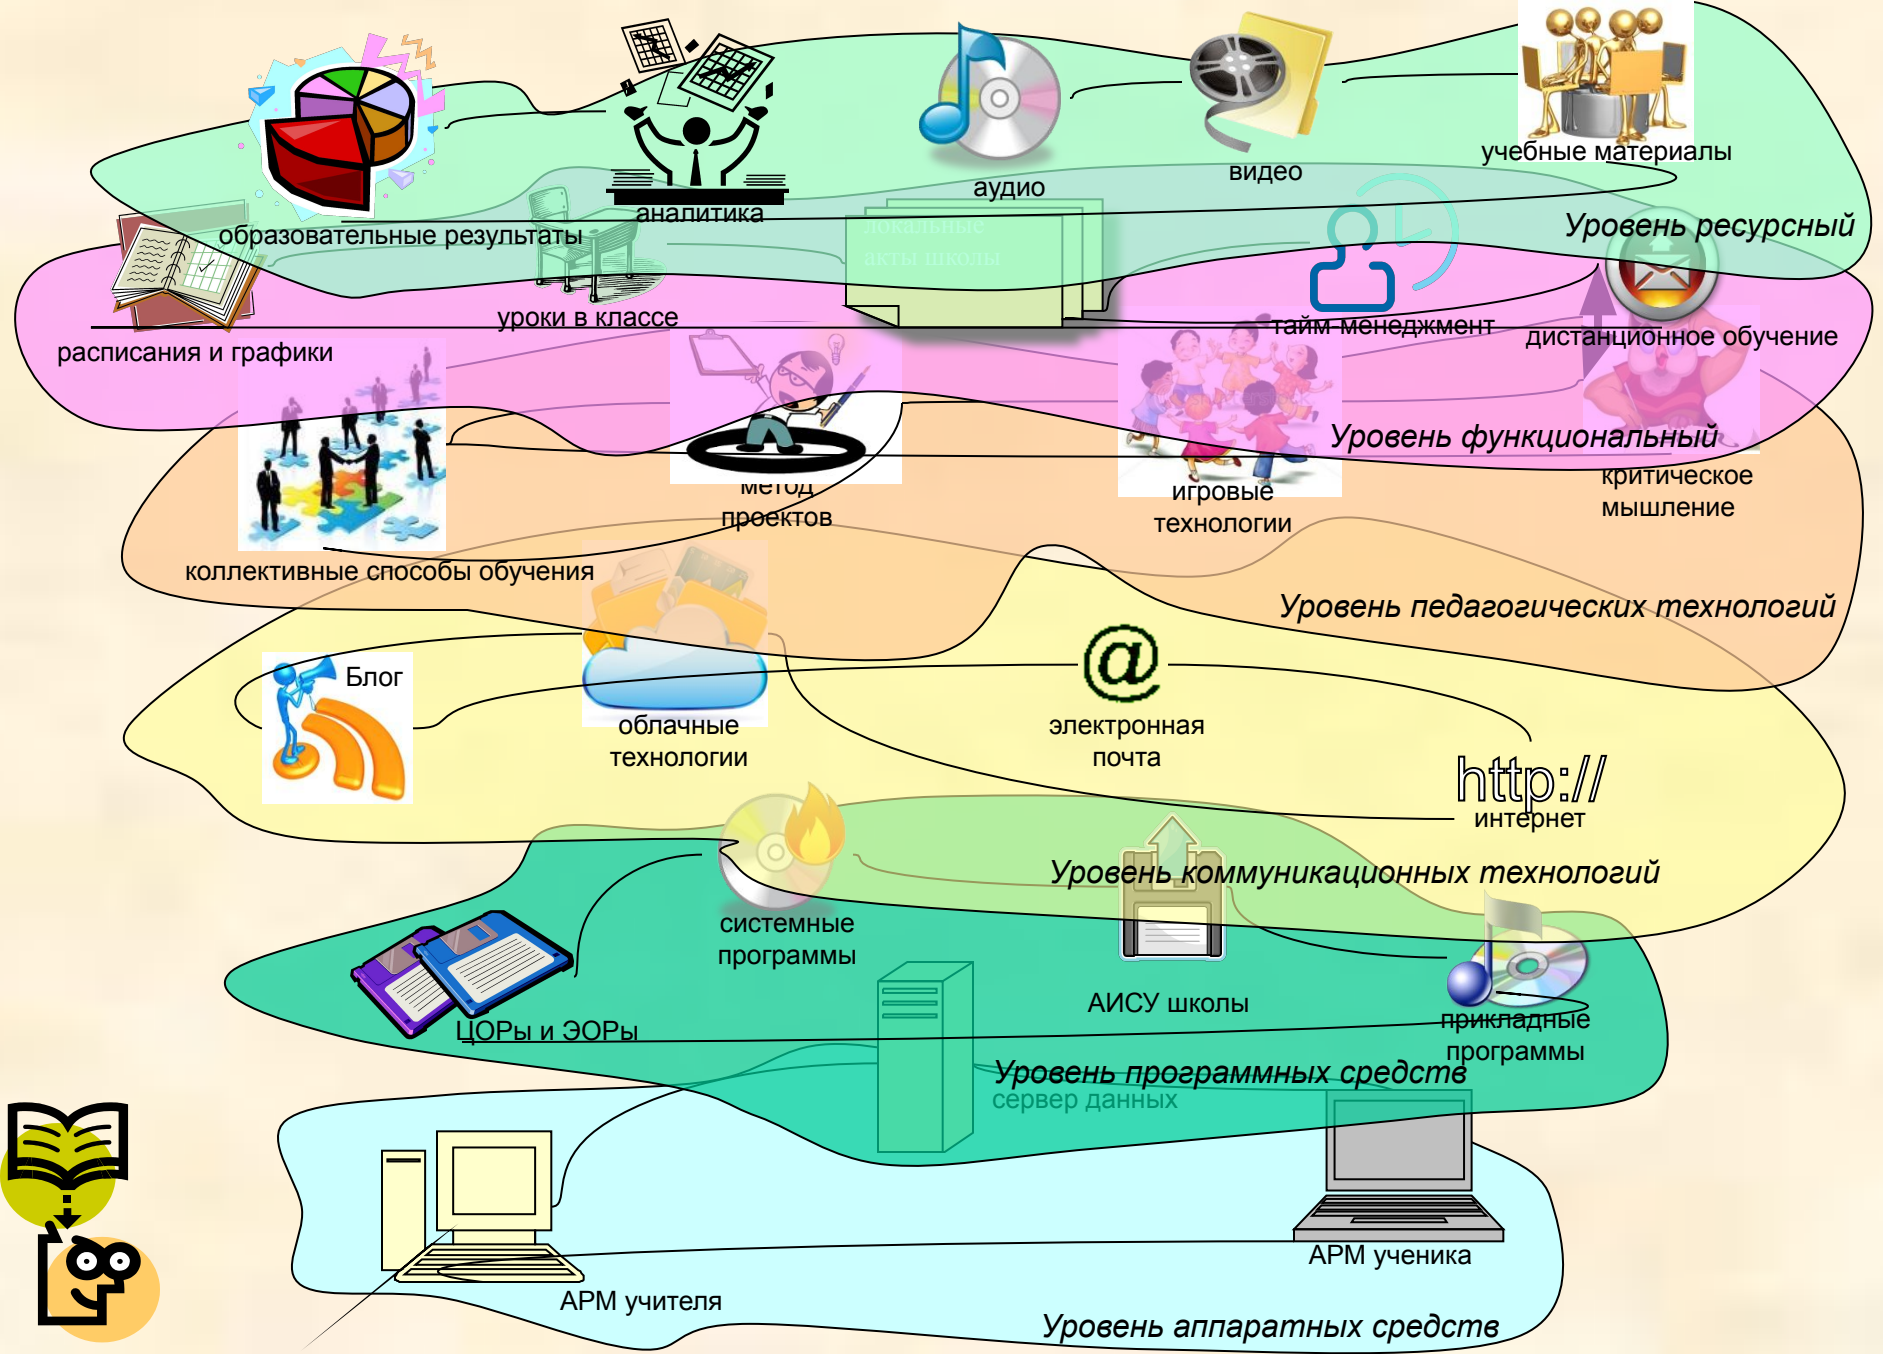 учебные материалы
видео
аудио
аналитика
образовательные результаты
Уровень ресурсный
локальные
акты школы
уроки в классе
тайм-менеджмент
дистанционное обучение
расписания и графики
Уровень функциональный
критическое
мышление
метод
проектов
игровые
технологии
коллективные способы обучения
Уровень педагогических технологий
Блог
облачные
технологии
@
электронная
почта
http://
интернет
Уровень коммуникационных технологий
системные
программы
АИСУ школы
ЦОРы и ЭОРы
прикладные
программы
Уровень программных средств
сервер данных
АРМ ученика
АРМ учителя
Уровень аппаратных средств